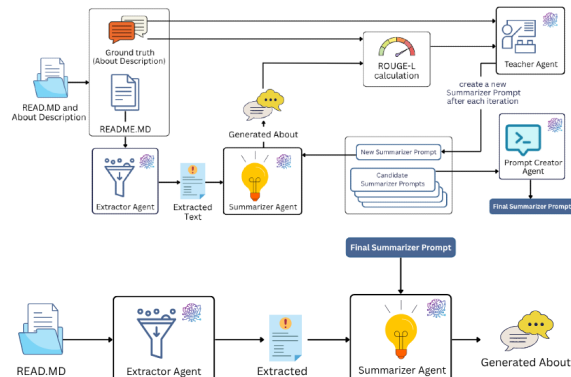 Ground truth
(About Description)
READ.MD and
About Description
README.MD
ROUGE-L
calculation
Teacher Agent
create a new
Summarizer Prompt
after each iteration
Generated About
New Summarizer Prompt
Candidate
Summarizer Prompts
Prompt Creator
Agent
Final Summarizer Prompt
Extractor Agent
Extracted
Text
Summarizer Agent
Final Summarizer Prompt
READ.MD
Extractor Agent
Extracted
Summarizer Agent
Generated About